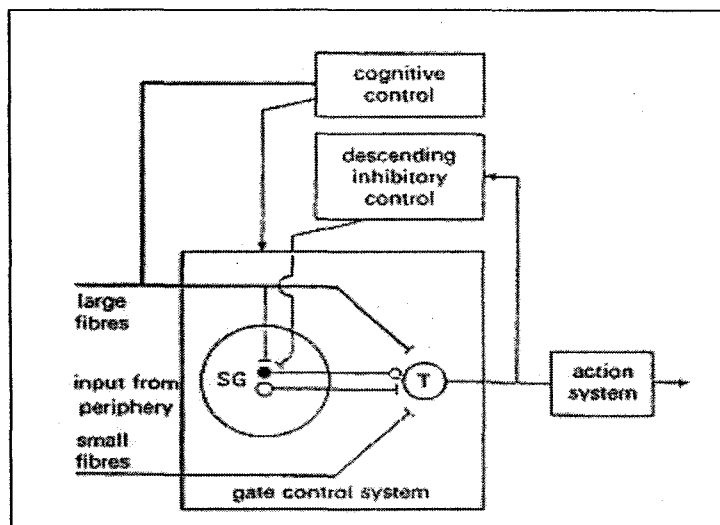 cognitive
control
descending
inhibitory
control
large
fibres
SG
T
action
system
input from
periphery
small
fibres
gate control system